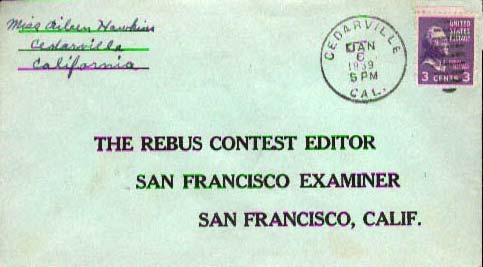 Miss Aileen Hawkins
Cedarville
California
CEDARVILLE
JAN
6
1939
5 PM
CAL.
UNITED
STATES
POSTAGE
3 CENTS 3
THE REBUS CONTEST EDITOR
SAN FRANCISCO EXAMINER
SAN FRANCISCO, CALIF.